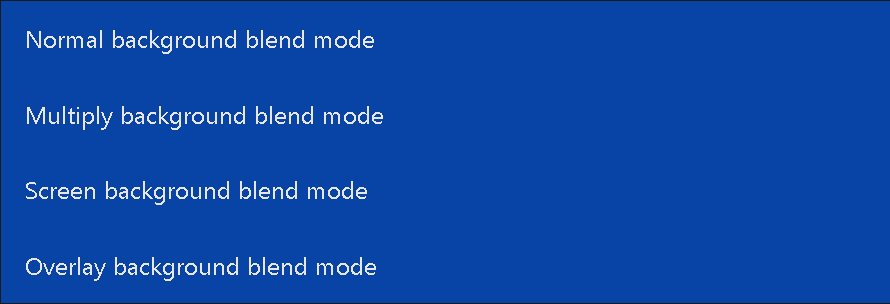 Normal background blend mode
Multiply background blend mode
Screen background blend mode
Overlay background blend mode